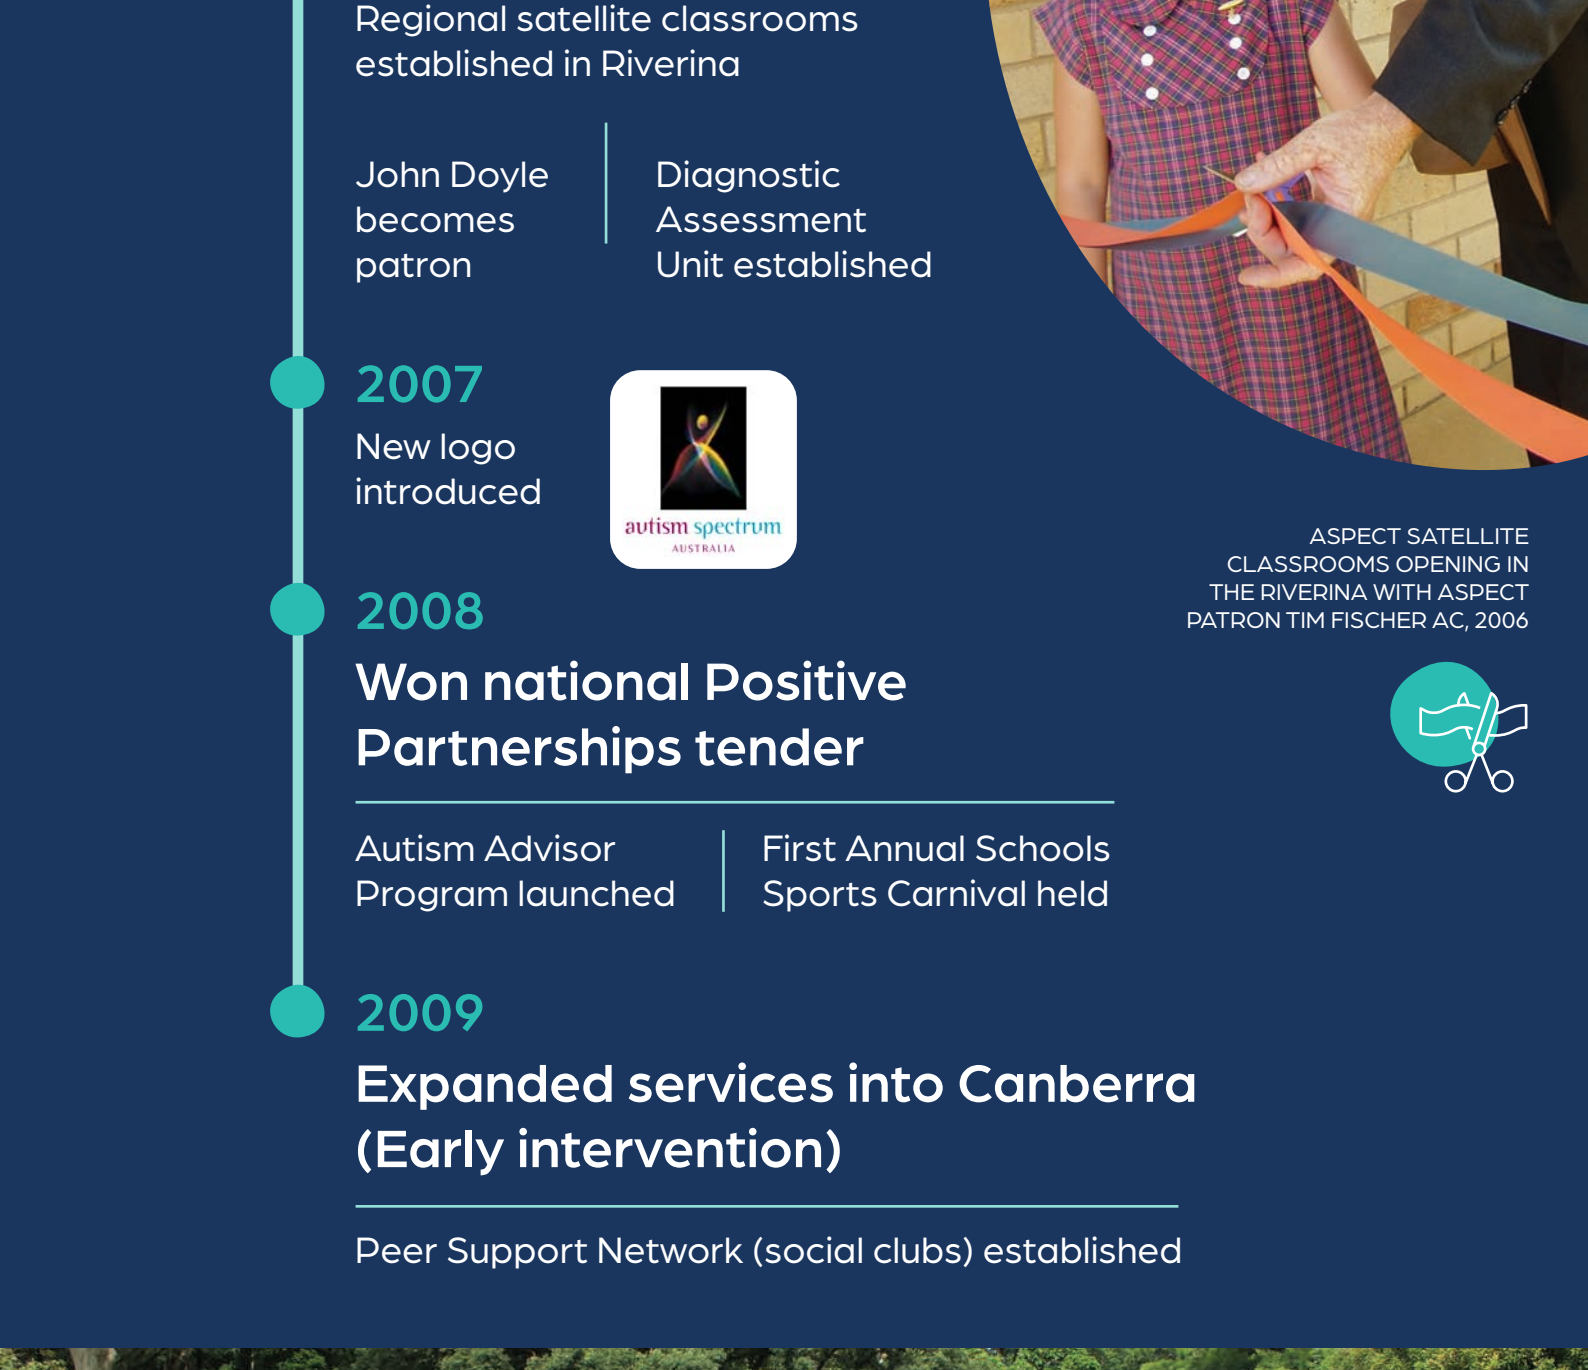 Regional satellite classrooms
established in Riverina
John Doyle
becomes
patron
Diagnostic
Assessment
Unit established
2007
New logo
introduced
autism spectrum
AUSTRALIA
ASPECT SATELLITE
CLASSROOMS OPENING IN
THE RIVERINA WITH ASPECT
PATRON TIM FISCHER AC, 2006
2008
Won national Positive
Partnerships tender
Autism Advisor
Program launched
First Annual Schools
Sports Carnival held
2009
Expanded services into Canberra
(Early intervention)
Peer Support Network (social clubs) established